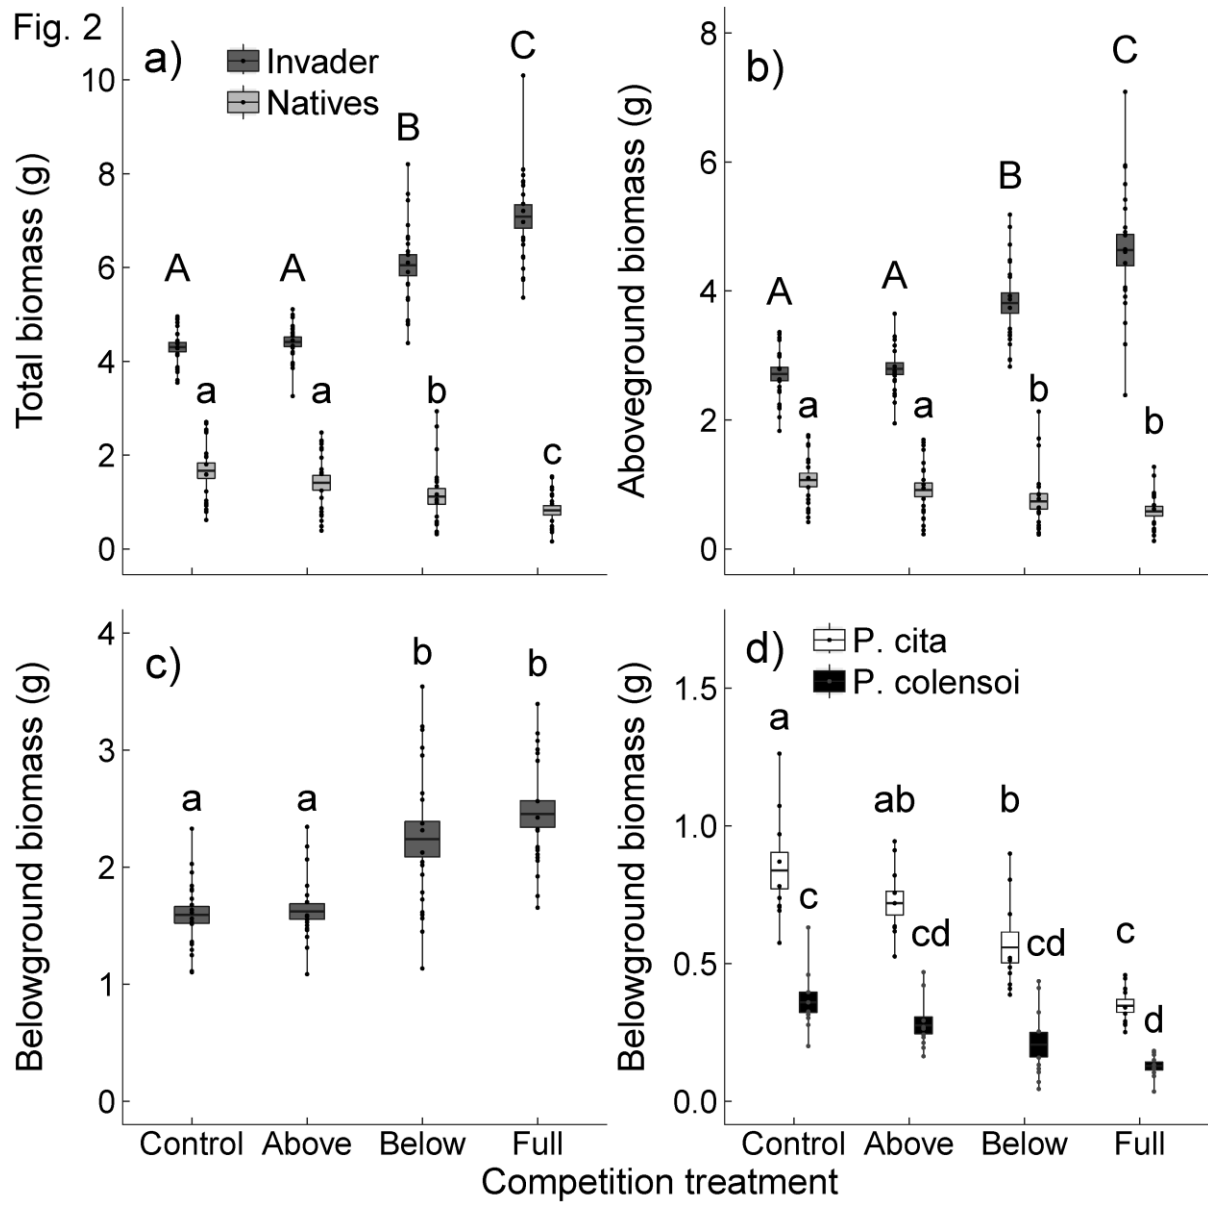 Fig. 2
a)
Invader
Natives
Total biomass (g)
10
8
6
4
2
0
A
A
B
C
a
a
b
c
b)
Aboveground biomass (g)
8
6
4
2
0
A
A
B
C
a
a
b
b
c)
Belowground biomass (g)
4
3
2
1
0
a
a
b
b
Control
Above
Below
Full
d)
P. cita
P. colensoi
Belowground biomass (g)
1.5
1.0
0.5
0.0
a
ab
b
c
c
cd
cd
d
Control
Above
Below
Full
Competition treatment